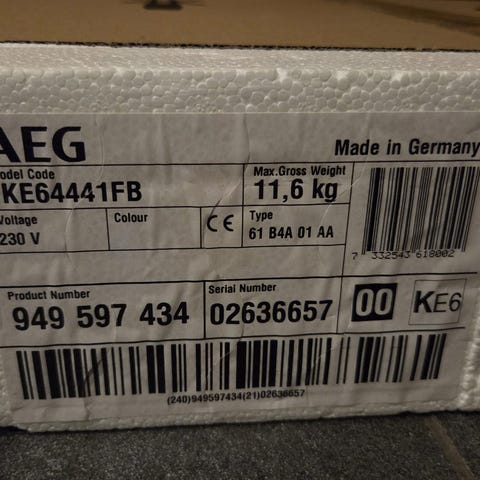 AEG
Made in Germany
Model Code
KE64441FB
Max.Gross Weight
11,6 kg
Voltage
230 V
Colour
CE
Type
61 B4A 01 AA
7 332543 618002
Product Number
949 597 434
Serial Number
02636657
00
KE6
(240)949597434(21)02636657